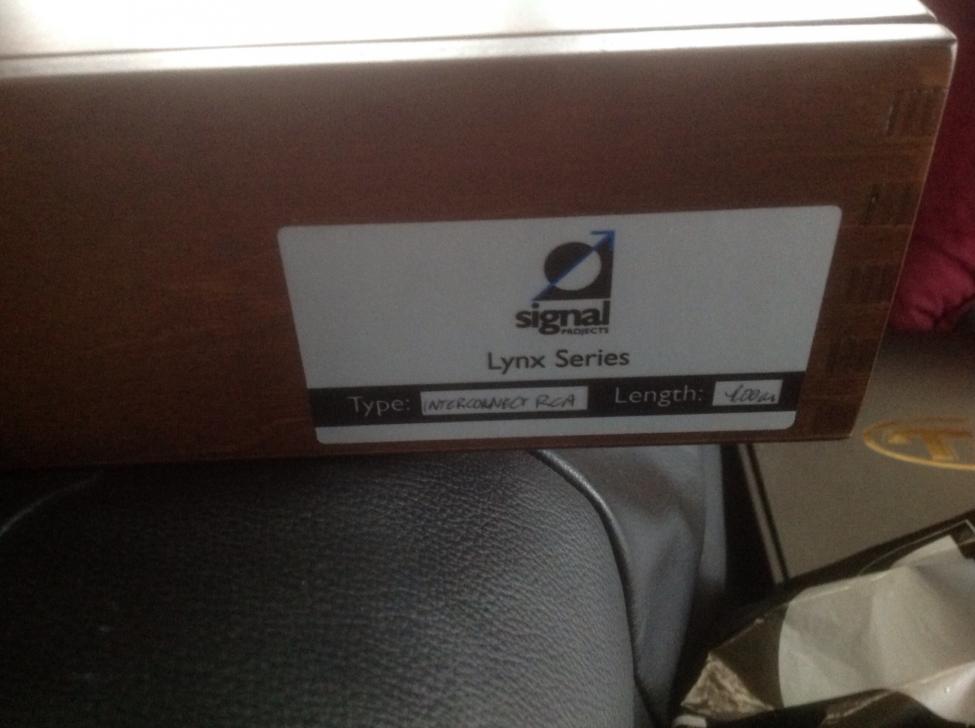 signal
PROJECTS
Lynx Series
Type: INTERCONNECT RCA Length: 1.00m